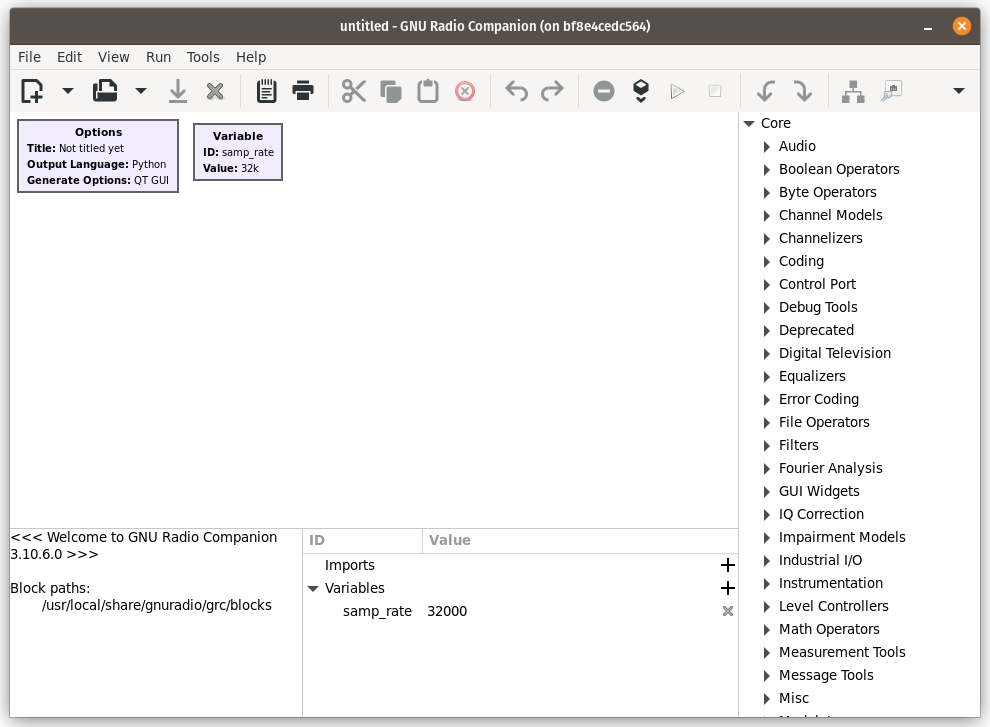 untitled - GNU Radio Companion (on bf8e4cedc564)
File Edit View Run Tools Help
Options
Title: Not titled yet
Output Language: Python
Generate Options: QT GUI
Variable
ID: samp_rate
Value: 32k
<<< Welcome to GNU Radio Companion
3.10.6.0 >>>
Block paths:
/usr/local/share/gnuradio/grc/blocks
ID Value
Imports
Variables
samp_rate 32000
Core
Audio
Boolean Operators
Byte Operators
Channel Models
Channelizers
Coding
Control Port
Debug Tools
Deprecated
Digital Television
Equalizers
Error Coding
File Operators
Filters
Fourier Analysis
GUI Widgets
IQ Correction
Impairment Models
Industrial I/O
Instrumentation
Level Controllers
Math Operators
Measurement Tools
Message Tools
Misc